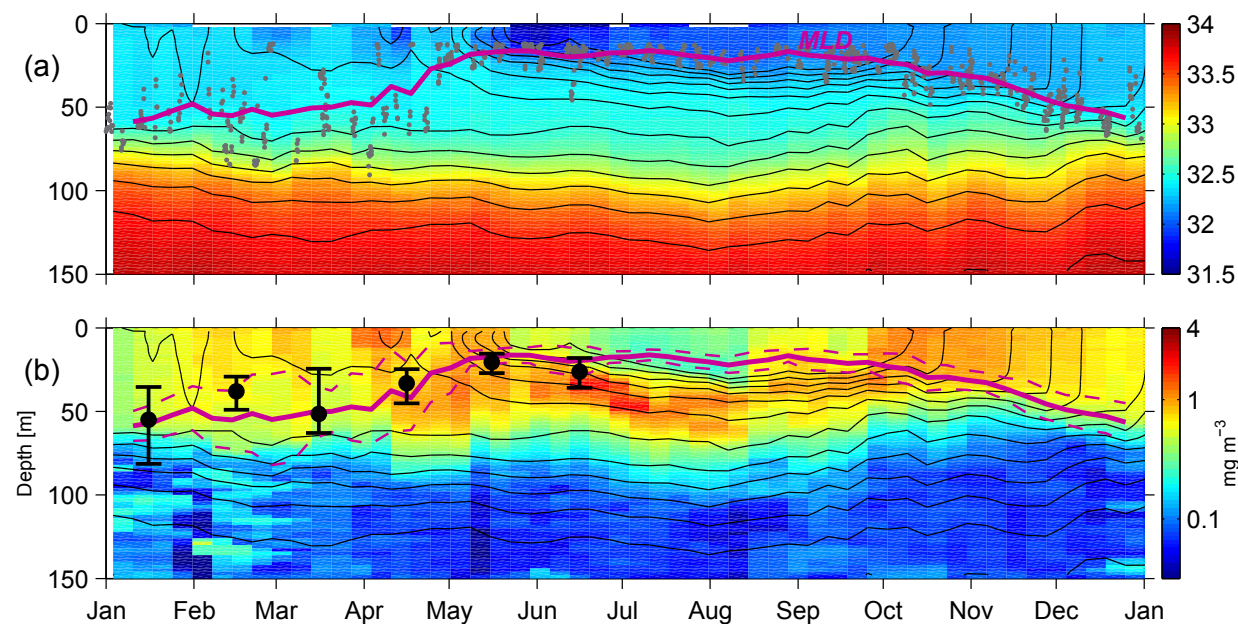 (a)
0
50
100
150
MLD
34
33.5
33
32.5
32
31.5
(b)
Depth [m]
0
50
100
150
4
1
0.1
mg m⁻³
Jan Feb Mar Apr May Jun Jul Aug Sep Oct Nov Dec Jan